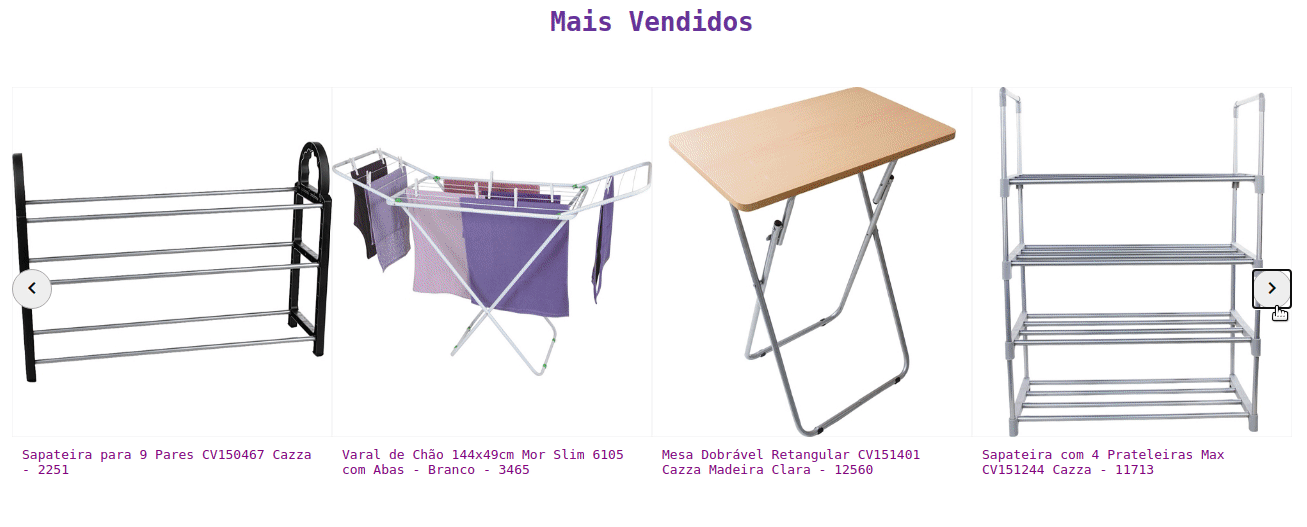 Mais Vendidos
Sapateira para 9 Pares CV150467 Cazza
- 2251
Varal de Chão 144x49cm Mor Slim 6105
com Abas - Branco - 3465
Mesa Dobrável Retangular CV151401
Cazza Madeira Clara - 12560
Sapateira com 4 Prateleiras Max
CV151244 Cazza - 11713